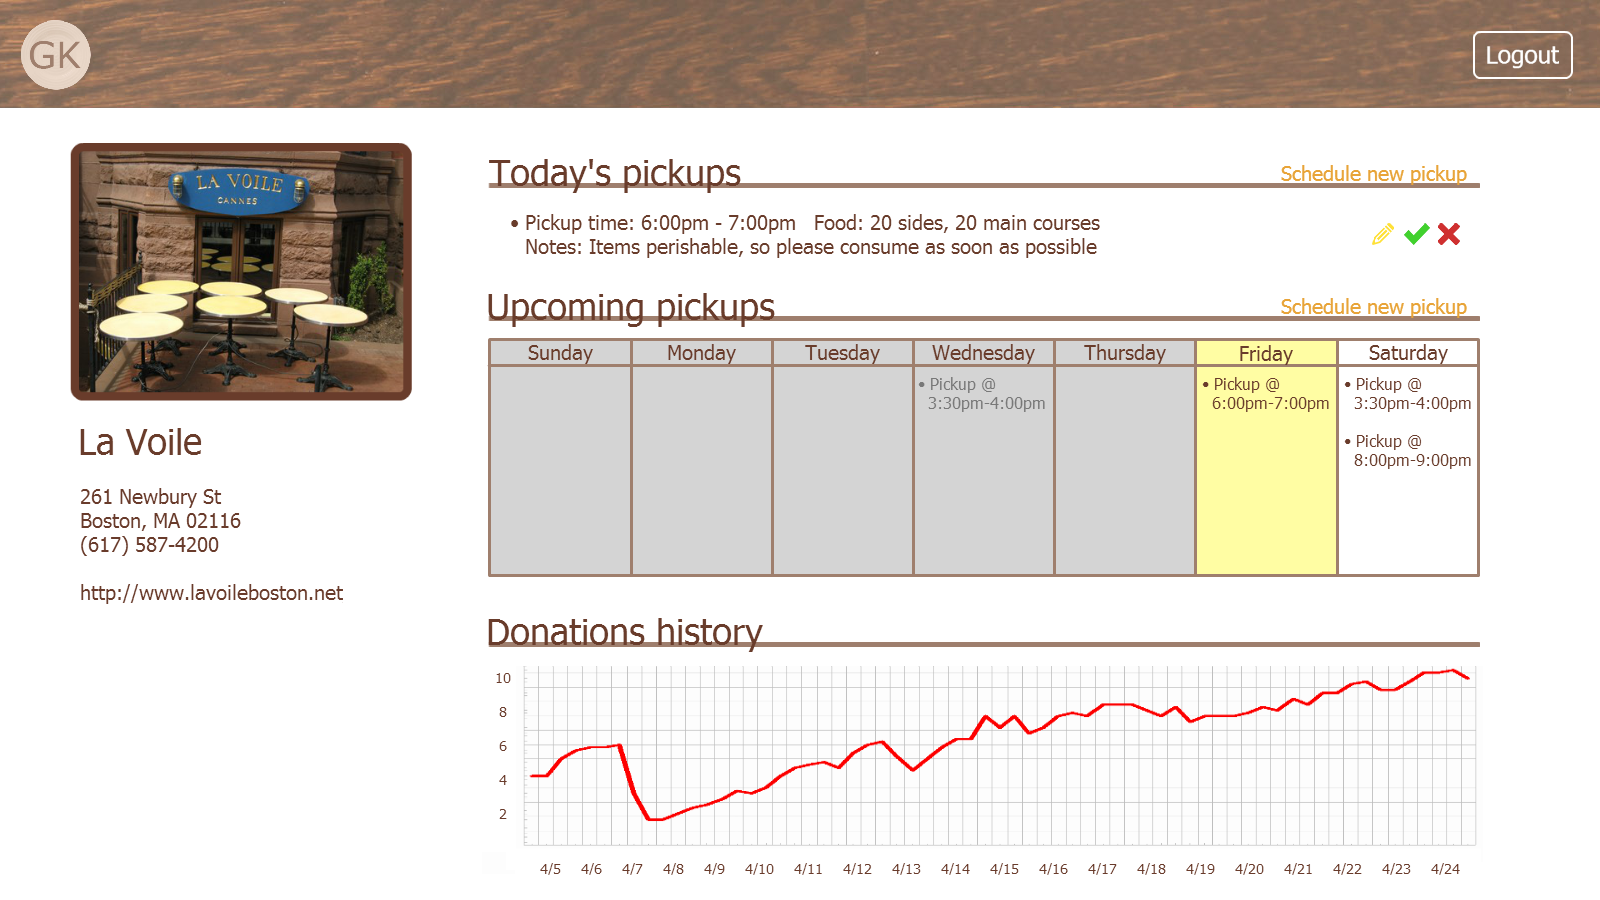 GK
Logout
LA VOILE
CANNES
La Voile
261 Newbury St
Boston, MA 02116
(617) 587-4200
http://www.lavoileboston.net
Today's pickups
Schedule new pickup
• Pickup time: 6:00pm - 7:00pm Food: 20 sides, 20 main courses
Notes: Items perishable, so please consume as soon as possible
Upcoming pickups
Schedule new pickup
Sunday Monday Tuesday Wednesday Thursday Friday Saturday
• Pickup @
3:30pm-4:00pm
• Pickup @
6:00pm-7:00pm
• Pickup @
3:30pm-4:00pm
• Pickup @
8:00pm-9:00pm
Donations history
10
8
6
4
2
4/5 4/6 4/7 4/8 4/9 4/10 4/11 4/12 4/13 4/14 4/15 4/16 4/17 4/18 4/19 4/20 4/21 4/22 4/23 4/24